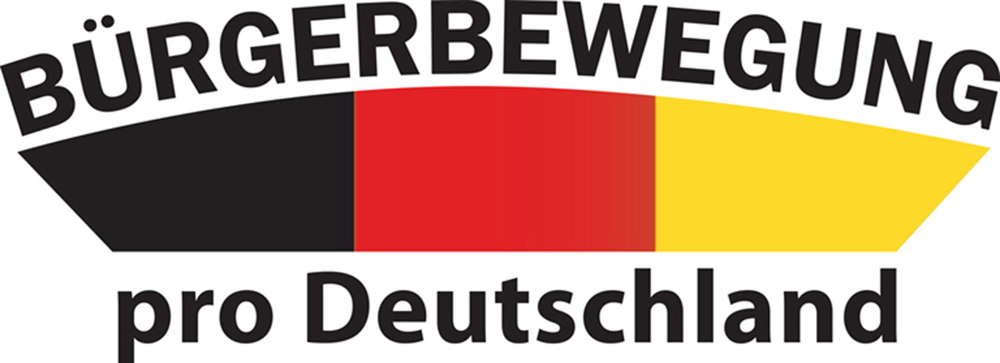 BÜRGERBEWEGUNG
pro Deutschland